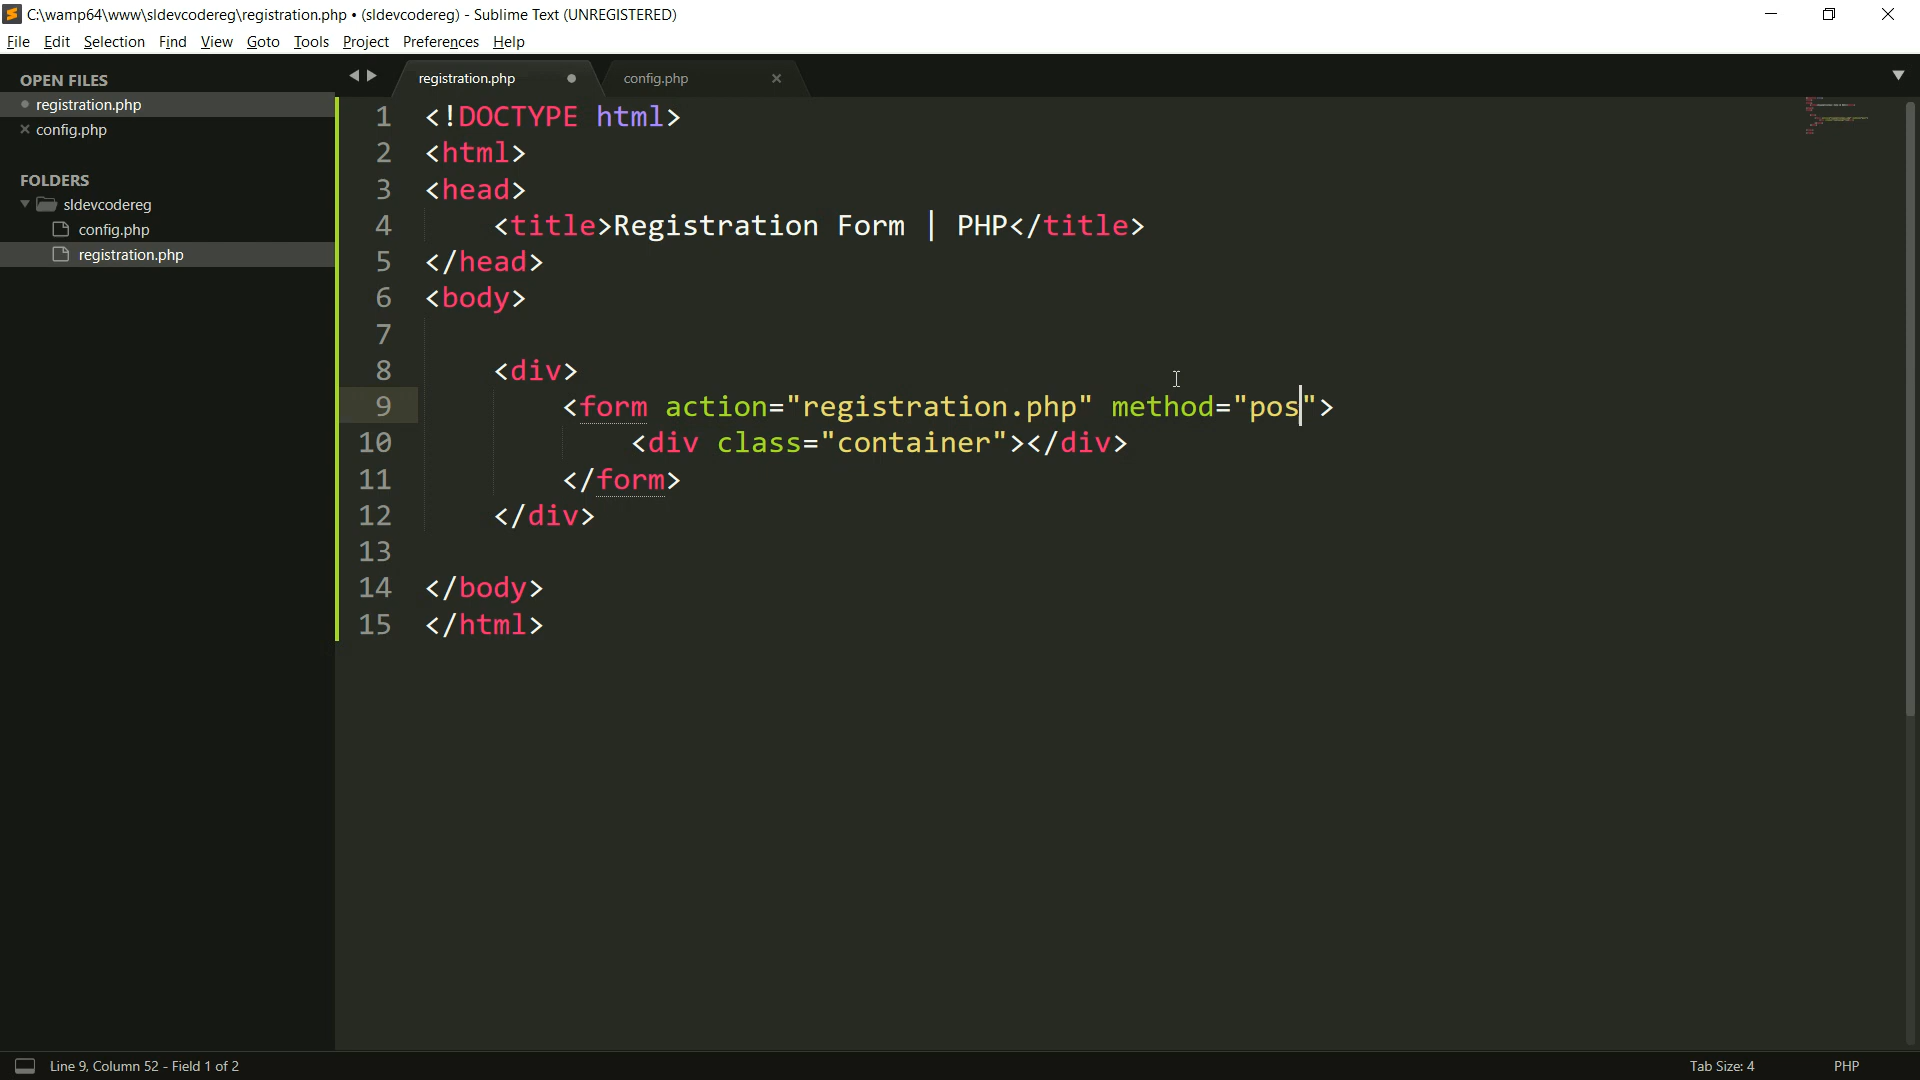 C:\wamp64\www\sldevcodereg\registration.php • (sldevcodereg) - Sublime Text (UNREGISTERED)
File Edit Selection Find View Goto Tools Project Preferences Help
OPEN FILES
registration.php
config.php
FOLDERS
sldevcodereg
config.php
registration.php
registration.php config.php
1 <!DOCTYPE html>
2 <html>
3 <head>
4 <title>Registration Form | PHP</title>
5 </head>
6 <body>
7
8 <div>
9 <form action="registration.php" method="pos">
10 <div class="container"></div>
11 </form>
12 </div>
13
14 </body>
15 </html>
Line 9, Column 52 - Field 1 of 2 Tab Size: 4 PHP